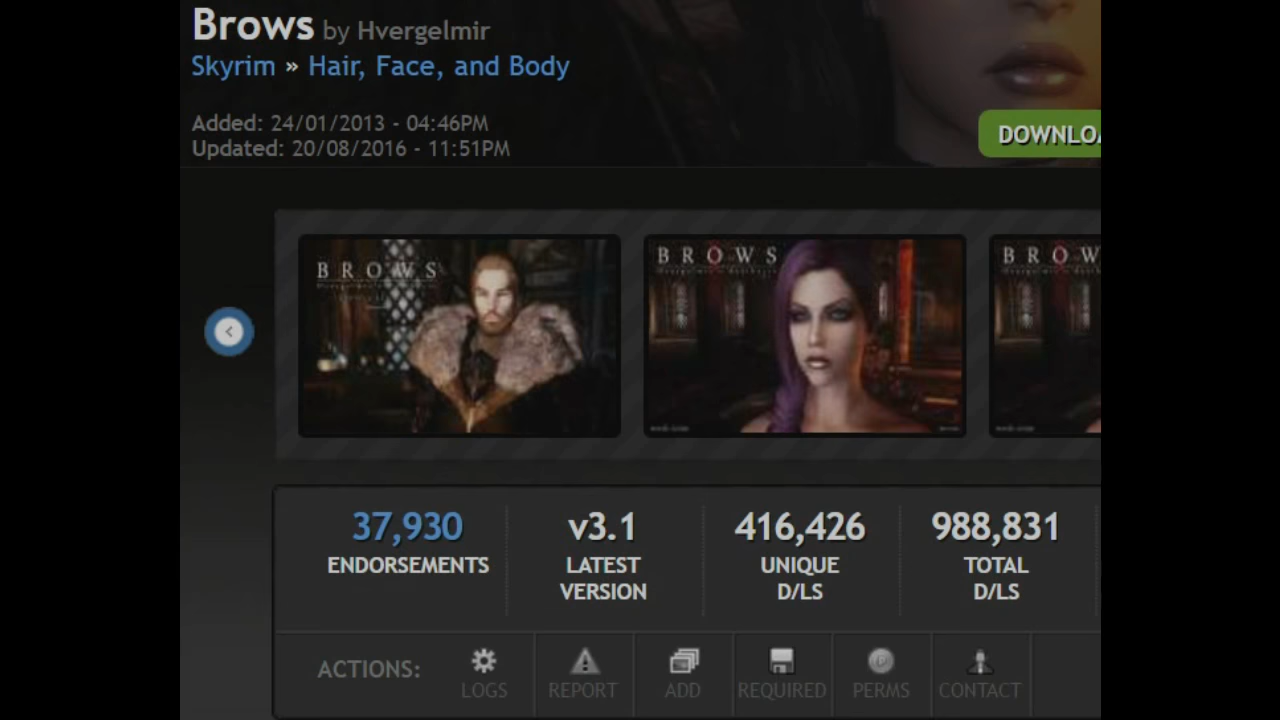 Brows by Hvergelmir
Skyrim » Hair, Face, and Body
Added: 24/01/2013 - 04:46PM
Updated: 20/08/2016 - 11:51PM
DOWNLOA
BROWS
BROWS
BROW
37,930
ENDORSEMENTS
v3.1
LATEST
VERSION
416,426
UNIQUE
D/LS
988,831
TOTAL
D/LS
ACTIONS:
LOGS
REPORT
ADD
REQUIRED
PERMS
CONTACT